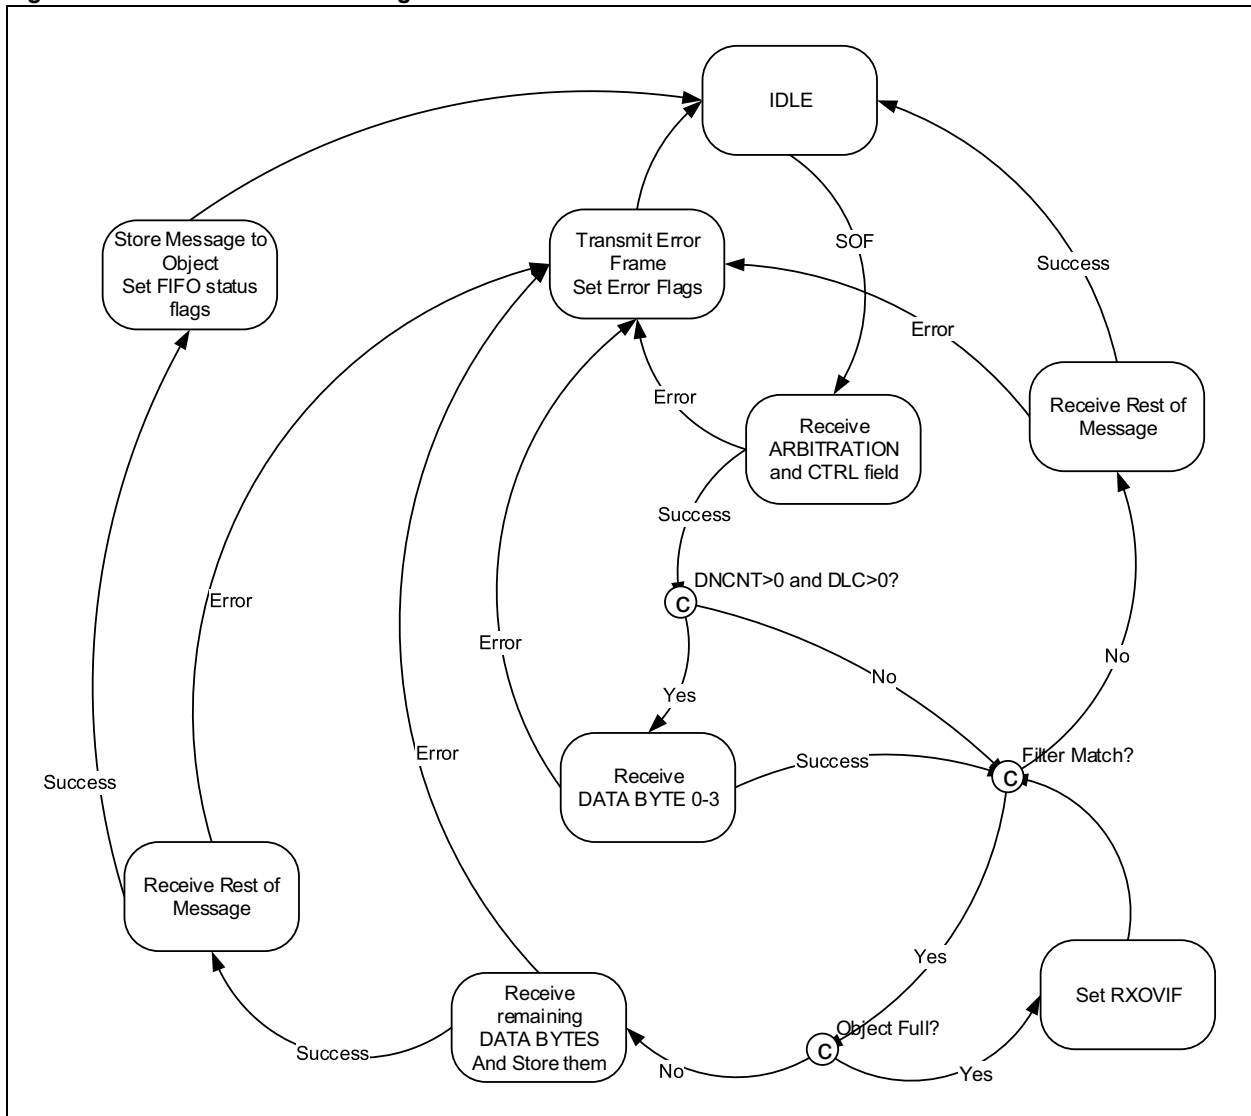 IDLE
Store Message to
Object
Set FIFO status
flags
Transmit Error
Frame
Set Error Flags
SOF
Success
Error
Receive Rest of
Message
Error
Receive
ARBITRATION
and CTRL field
Success
DNCNT>0 and DLC>0?
C
Error
Error
No
No
Yes
Error
Success
Filter Match?
C
Receive
DATA BYTE 0-3
Success
Receive Rest of
Message
Yes
Set RXOVIF
Receive
remaining
DATA BYTES
And Store them
Object Full?
C
Success
No
Yes